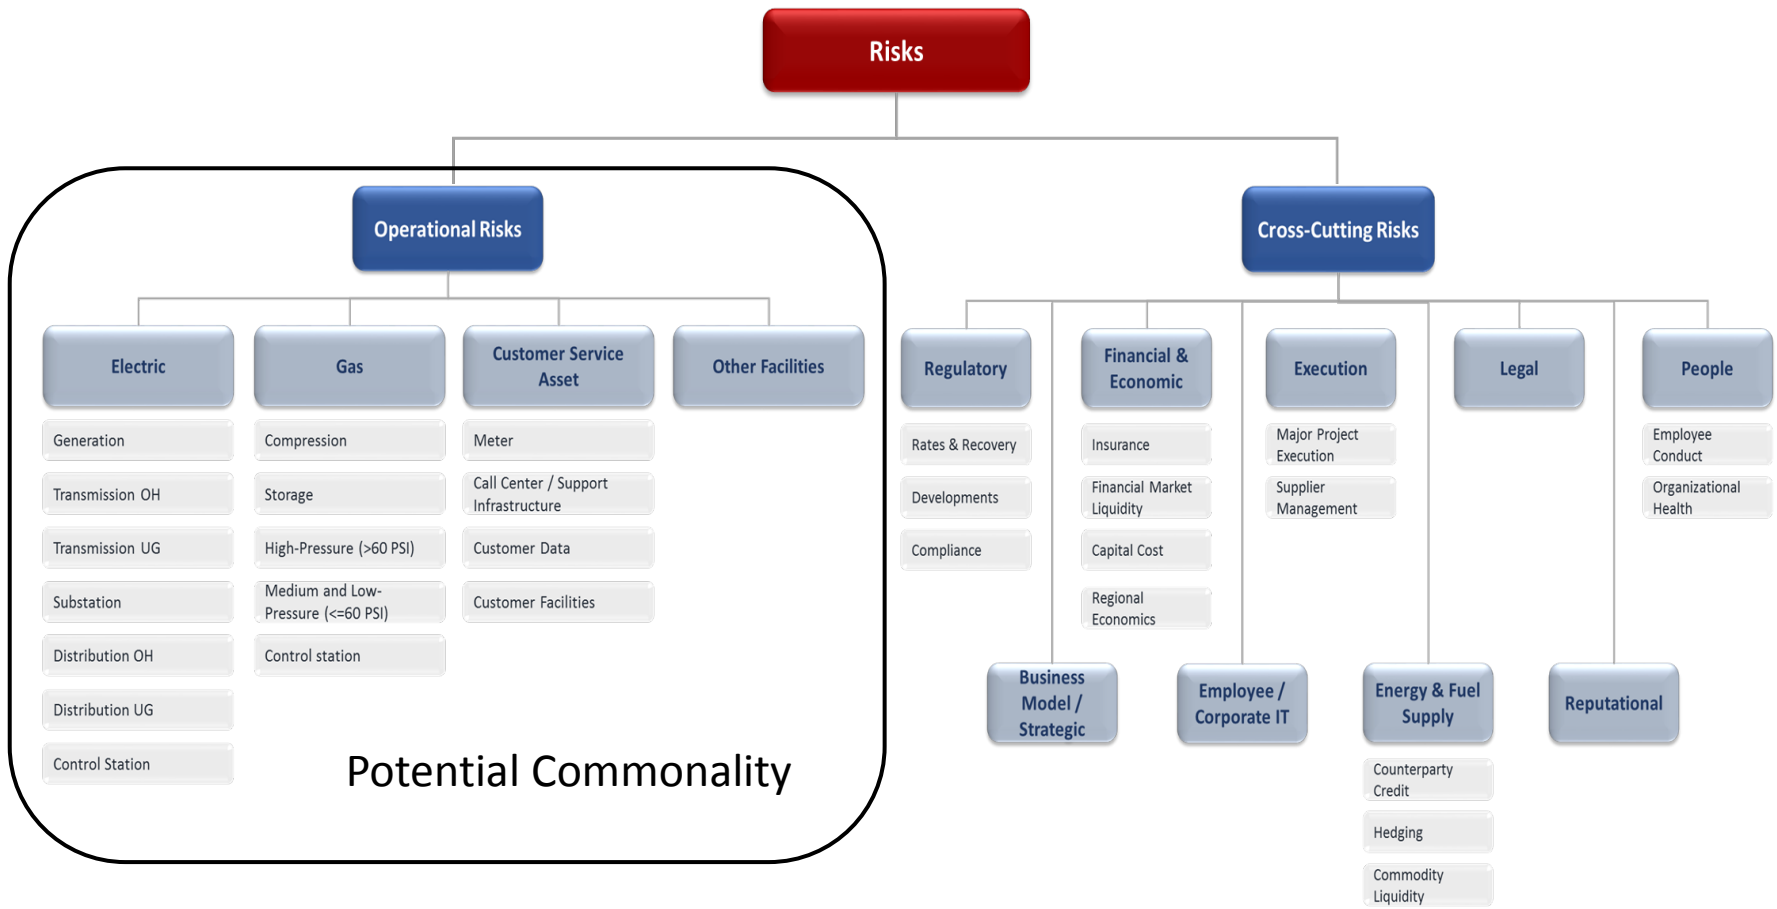 Risks
Operational Risks
Cross-Cutting Risks
Electric
Gas
Customer Service
Asset
Other Facilities
Generation
Transmission OH
Transmission UG
Substation
Distribution OH
Distribution UG
Control Station
Compression
Storage
High-Pressure (>60 PSI)
Medium and Low-
Pressure (<=60 PSI)
Control station
Meter
Call Center / Support
Infrastructure
Customer Data
Customer Facilities
Potential Commonality
Regulatory
Rates & Recovery
Developments
Compliance
Financial &
Economic
Insurance
Financial Market
Liquidity
Capital Cost
Regional
Economics
Execution
Major Project
Execution
Supplier
Management
Legal
People
Employee
Conduct
Organizational
Health
Business
Model /
Strategic
Employee /
Corporate IT
Energy & Fuel
Supply
Counterparty
Credit
Hedging
Commodity
Liquidity
Reputational